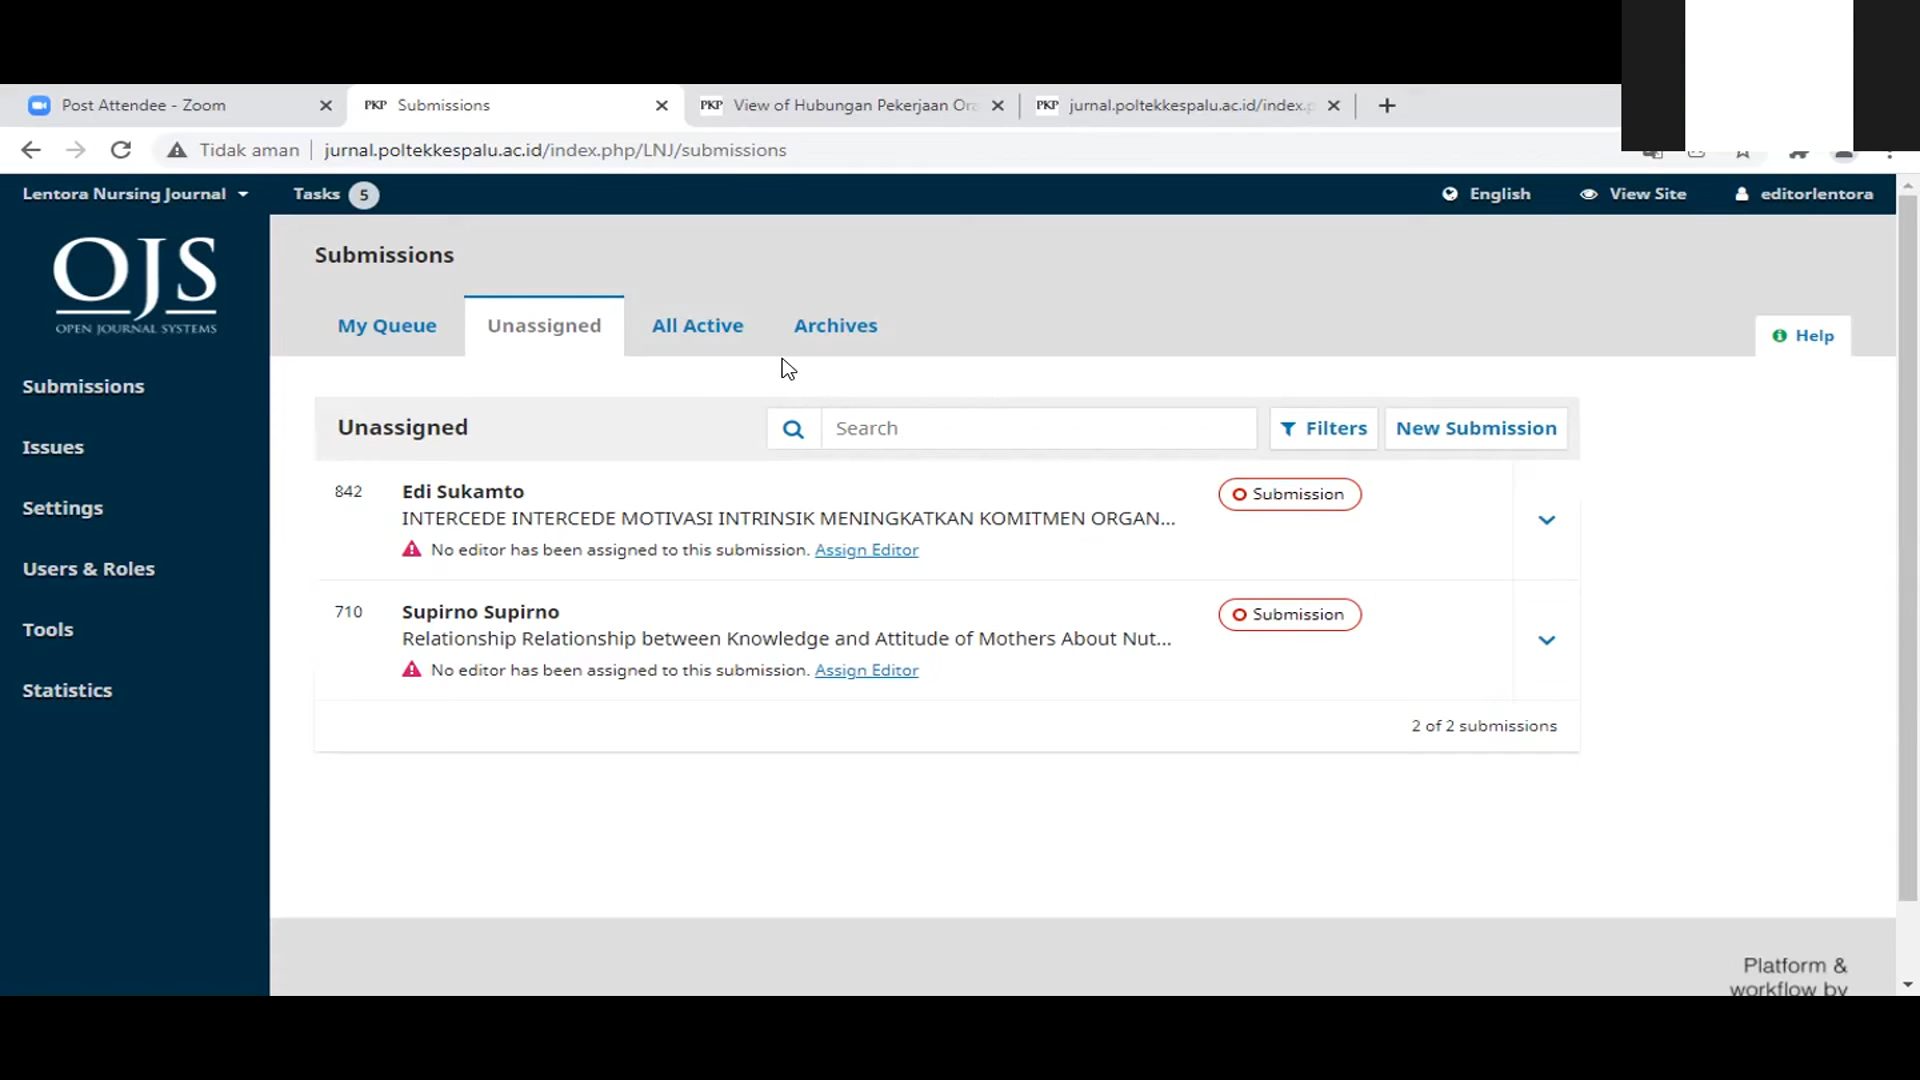 Post Attendee - Zoom
PKP Submissions
PKP View of Hubungan Pekerjaan Ora
PKP jurnal.poltekkespalu.ac.id/index.p
Tidak aman jurnal.poltekkespalu.ac.id/index.php/LNJ/submissions
Lentora Nursing Journal
Tasks 5
English
View Site
editorlentora
OJS
OPEN JOURNAL SYSTEMS
Submissions
Issues
Settings
Users & Roles
Tools
Statistics
Submissions
My Queue
Unassigned
All Active
Archives
Help
Unassigned
Search
Filters
New Submission
842 Edi Sukamto
INTERCEDE INTERCEDE MOTIVASI INTRINSIK MENINGKATKAN KOMITMEN ORGAN...
No editor has been assigned to this submission. Assign Editor
Submission
710 Supirno Supirno
Relationship Relationship between Knowledge and Attitude of Mothers About Nut...
No editor has been assigned to this submission. Assign Editor
Submission
2 of 2 submissions
Platform &
workflow by